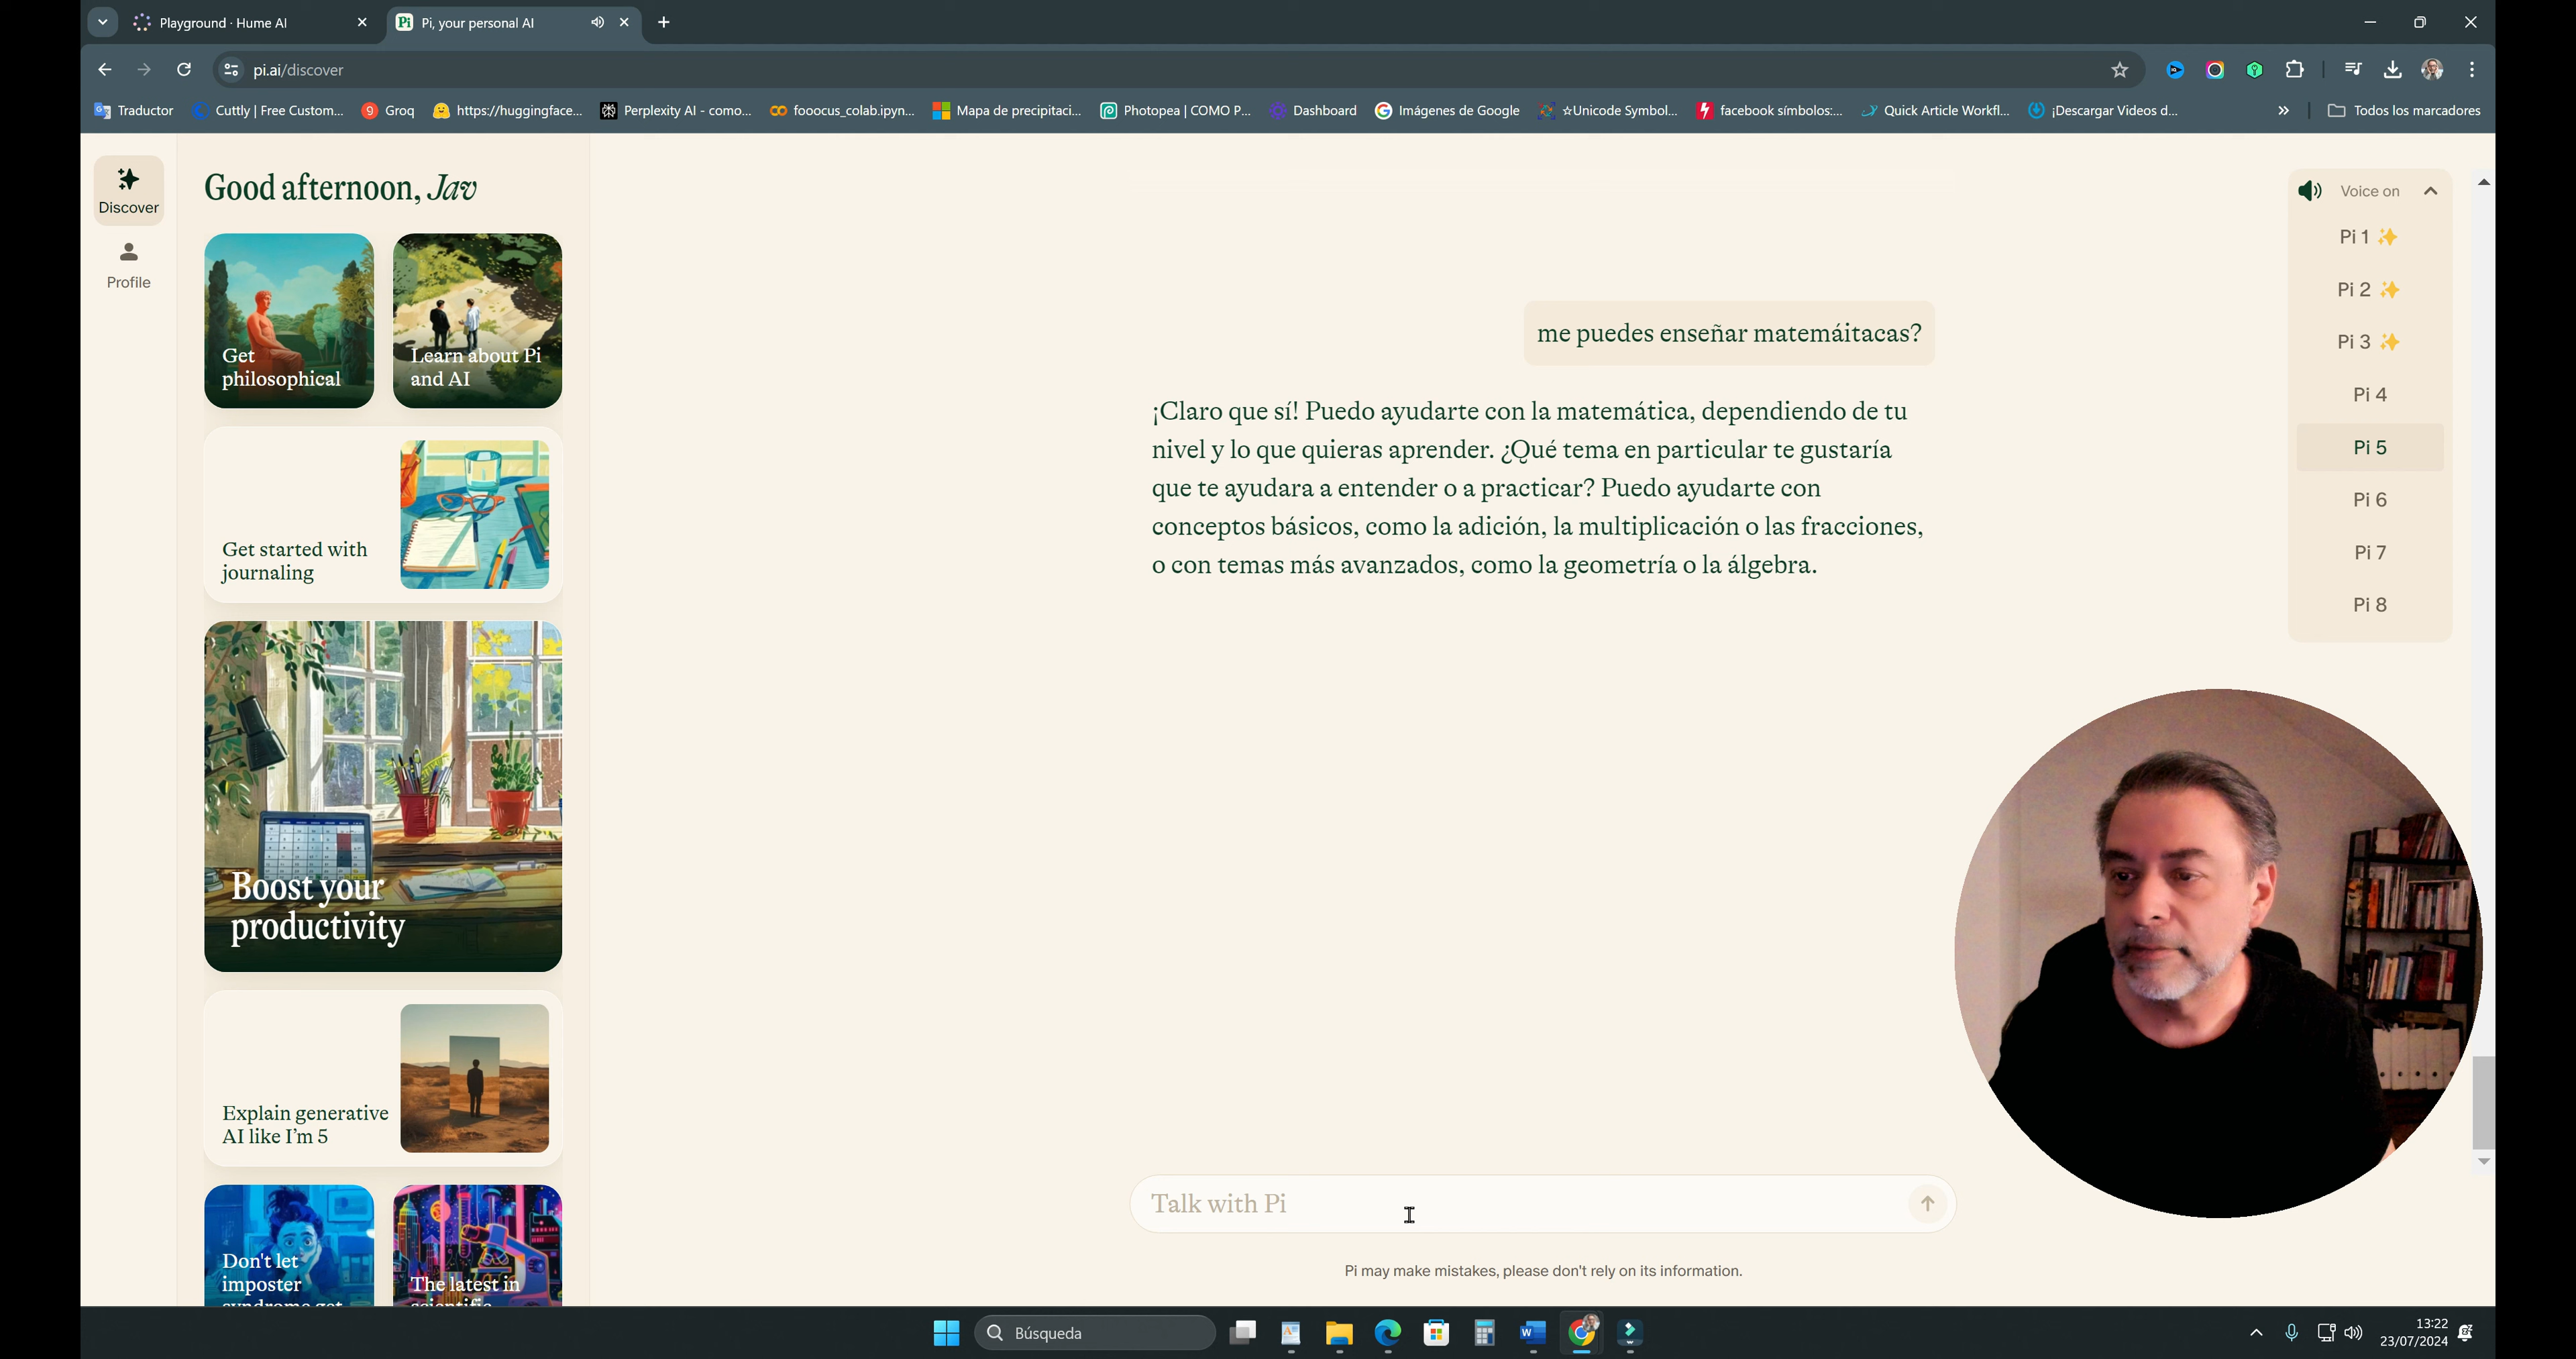 Playground · Hume AI
Pi, your personal AI
pi.ai/discover
Traductor
Cuttly | Free Custom...
Groq
https://huggingface...
Perplexity AI - como...
fooocus_colab.ipyn...
Mapa de precipitaci...
Photopea | COMO P...
Dashboard
Imágenes de Google
☆Unicode Symbol...
facebook símbolos:...
Quick Article Workfl...
¡Descargar Videos d...
Todos los marcadores
Discover
Profile
Good afternoon, Jav
Get
philosophical
Learn about Pi
and AI
Get started with
journaling
Boost your
productivity
Explain generative
AI like I'm 5
Don't let
imposter
syndrome get
The latest in
scientific
me puedes enseñar matemáitacas?
¡Claro que sí! Puedo ayudarte con la matemática, dependiendo de tu
nivel y lo que quieras aprender. ¿Qué tema en particular te gustaría
que te ayudara a entender o a practicar? Puedo ayudarte con
conceptos básicos, como la adición, la multiplicación o las fracciones,
o con temas más avanzados, como la geometría o la álgebra.
Talk with Pi
Pi may make mistakes, please don't rely on its information.
Voice on
Pi 1 ✨
Pi 2 ✨
Pi 3 ✨
Pi 4
Pi 5
Pi 6
Pi 7
Pi 8
Búsqueda
13:22
23/07/2024